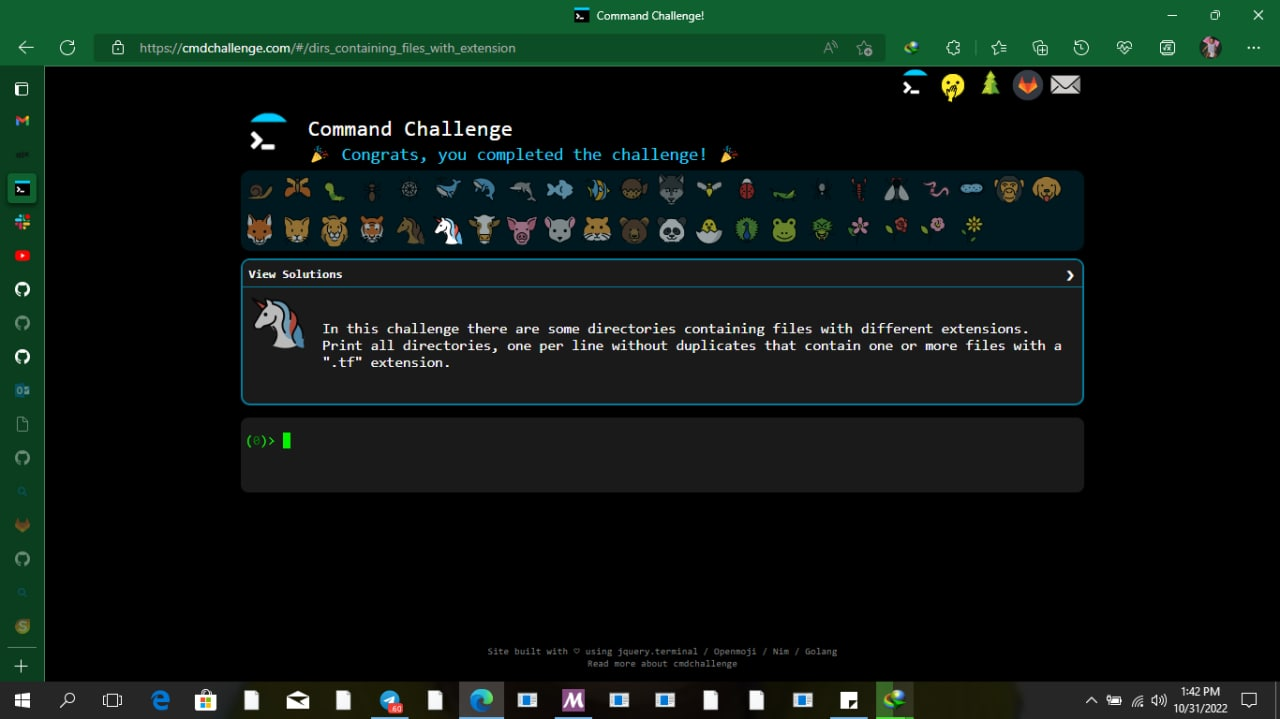 Command Challenge!
https://cmdchallenge.com/#/dirs_containing_files_with_extension
Command Challenge
Congrats, you completed the challenge!
View Solutions
In this challenge there are some directories containing files with different extensions.
Print all directories, one per line without duplicates that contain one or more files with a
".tf" extension.
(0)>
Site built with ♡ using jquery.terminal / Openmoji / Nim / Golang
Read more about cmdchallenge
60
1:42 PM
10/31/2022